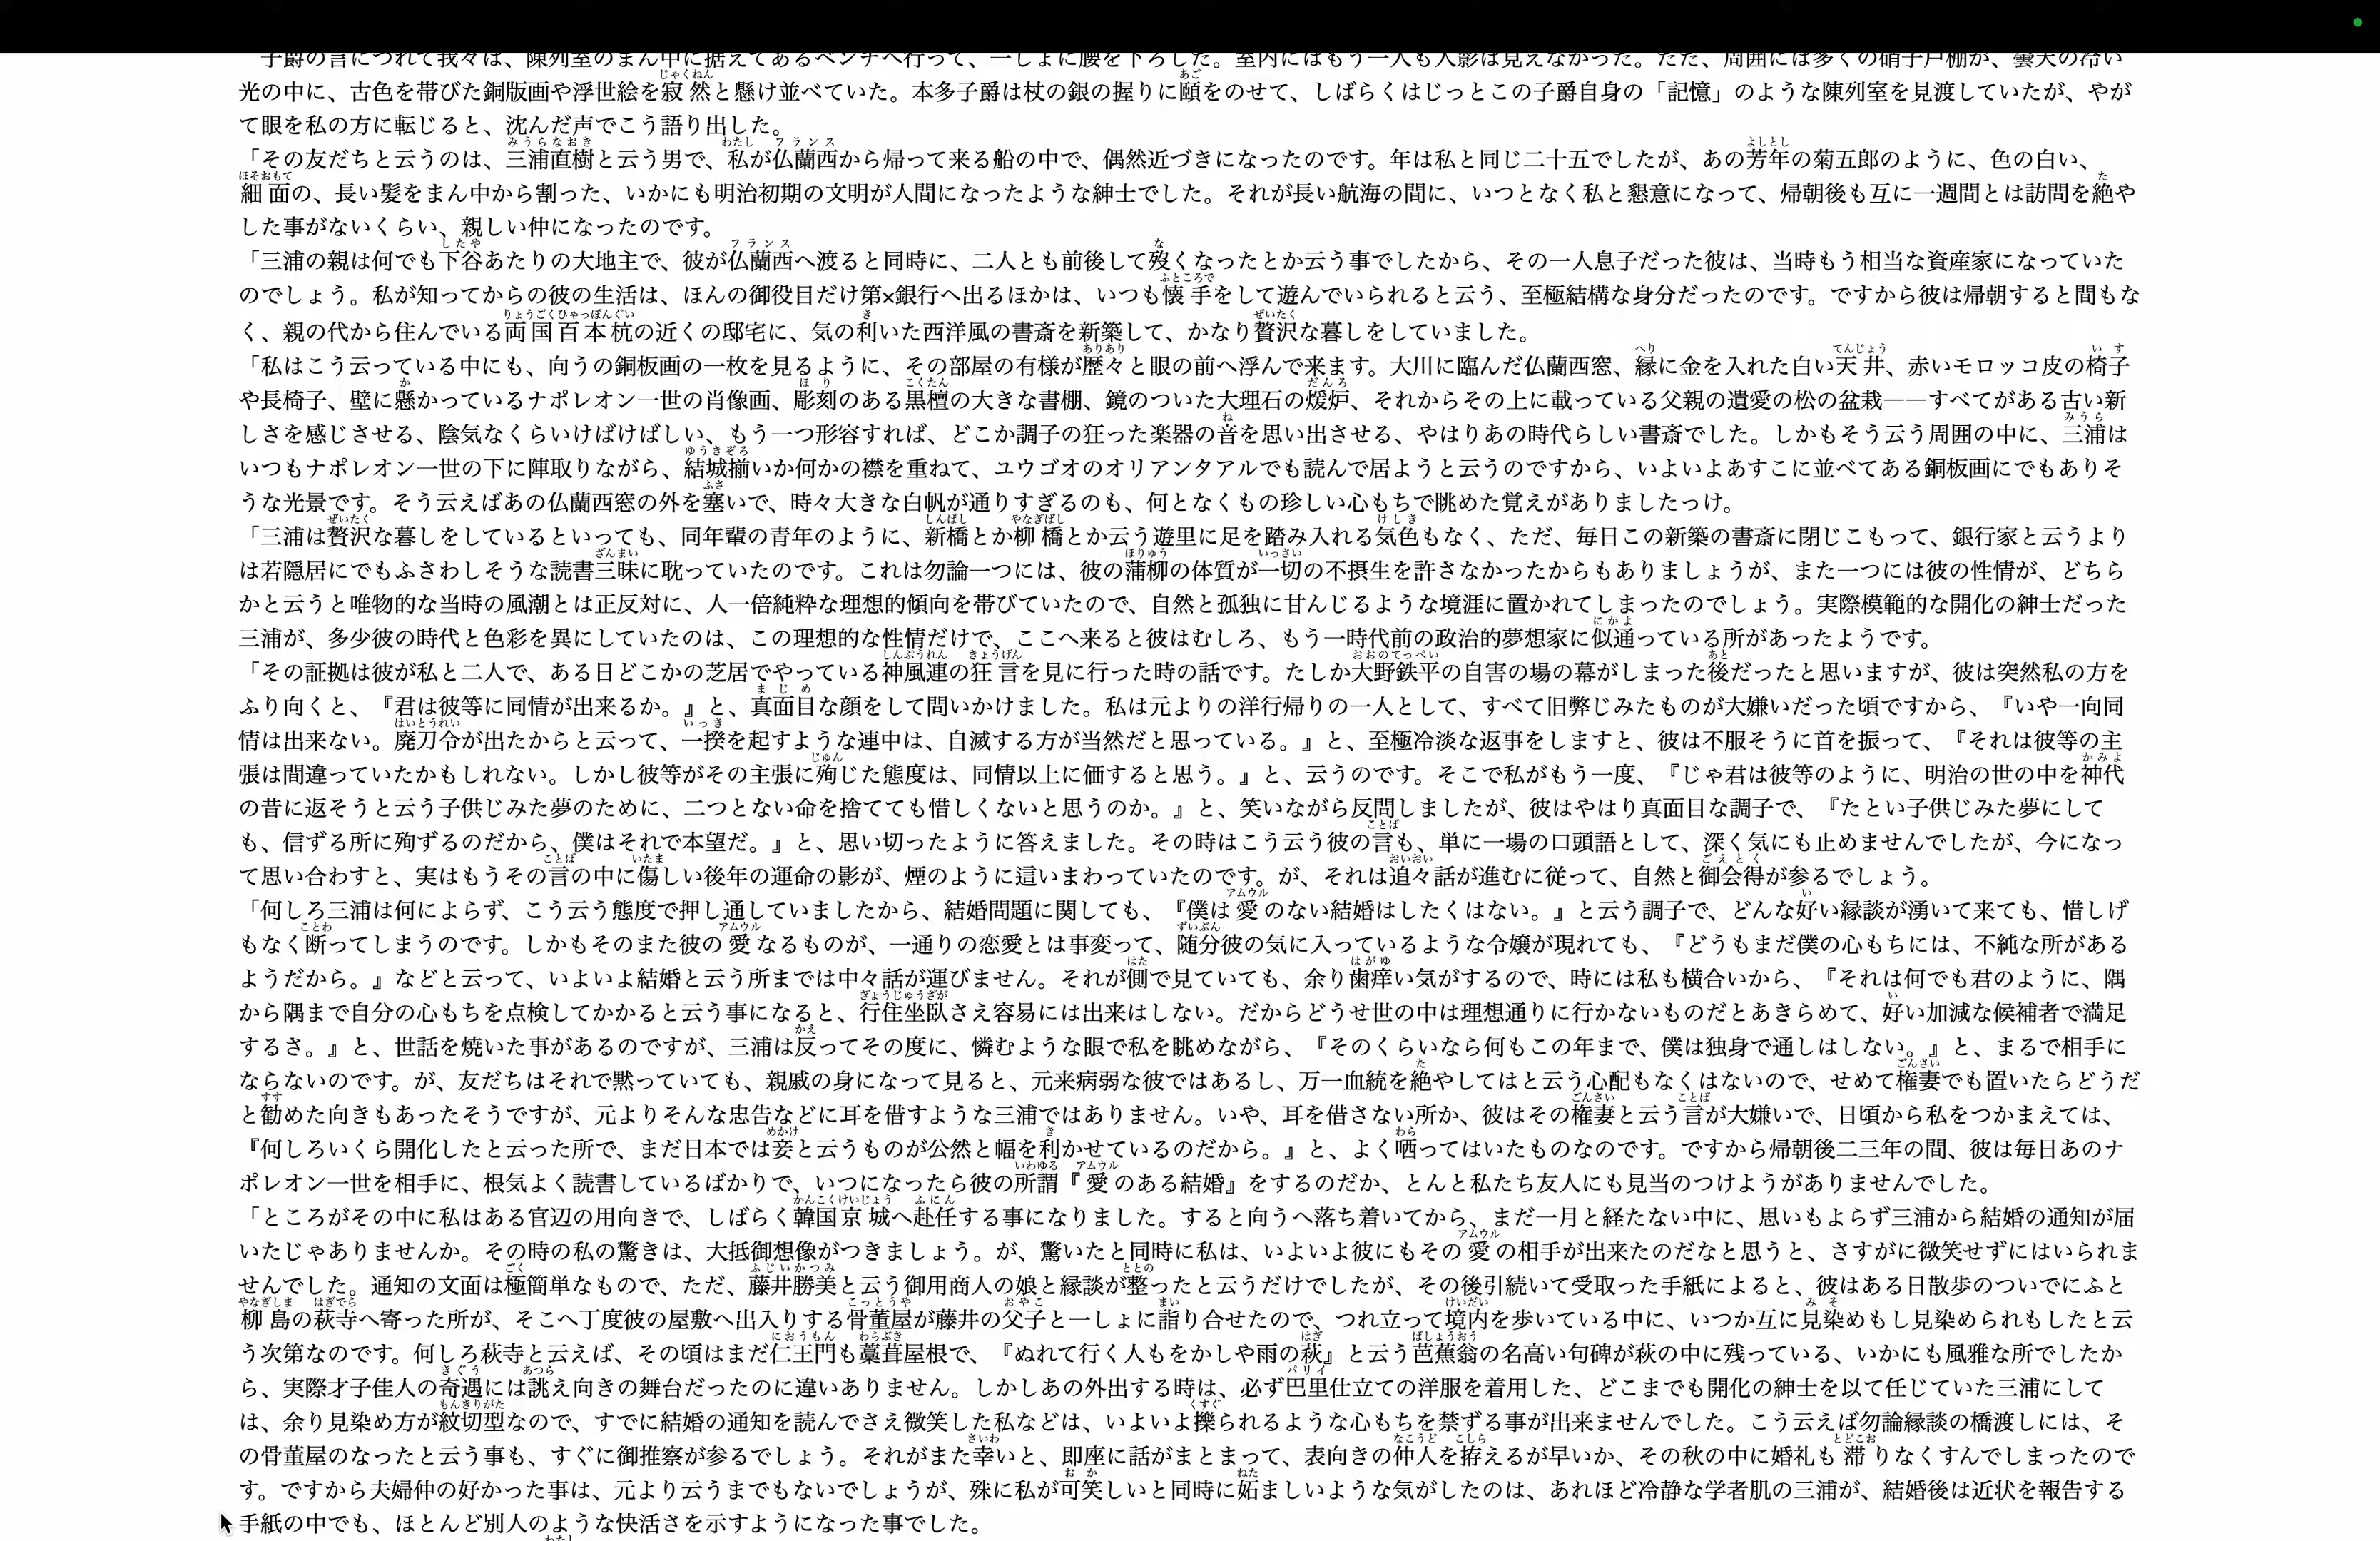 子爵の言につれて我々は、陳列室のまん中に据えてあるベンチへ行って、一しょに腰を下ろした。室内にはもう一人も人影は見えなかった。ただ、周囲には多くの硝子戸棚が、曇天の冷い
光の中に、古色を帯びた銅版画や浮世絵を寂然と懸け並べていた。本多子爵は杖の銀の握りに頤をのせて、しばらくはじっとこの子爵自身の「記憶」のような陳列室を見渡していたが、やが
て眼を私の方に転じると、沈んだ声でこう語り出した。
「その友だちと云うのは、三浦直樹と云う男で、私が仏蘭西から帰って来る船の中で、偶然近づきになったのです。年は私と同じ二十五でしたが、あの芳年の菊五郎のように、色の白い、
細面の、長い髪をまん中から割った、いかにも明治初期の文明が人間になったような紳士でした。それが長い航海の間に、いつとなく私と懇意になって、帰朝後も互に一週間とは訪問を絶や
した事がないくらい、親しい仲になったのです。
「三浦の親は何でも下谷あたりの大地主で、彼が仏蘭西へ渡ると同時に、二人とも前後して歿くなったとか云う事でしたから、その一人息子だった彼は、当時もう相当な資産家になっていた
のでしょう。私が知ってからの彼の生活は、ほんの御役目だけ第×銀行へ出るほかは、いつも懐手をして遊んでいられると云う、至極結構な身分だったのです。ですから彼は帰朝すると間もな
く、親の代から住んでいる両国百本杭の近くの邸宅に、気の利いた西洋風の書斎を新築して、かなり贅沢な暮しをしていました。
「私はこう云っている中にも、向うの銅板画の一枚を見るように、その部屋の有様が歴々と眼の前へ浮んで来ます。大川に臨んだ仏蘭西窓、縁に金を入れた白い天井、赤いモロッコ皮の椅子
や長椅子、壁に懸かっているナポレオン一世の肖像画、彫刻のある黒檀の大きな書棚、鏡のついた大理石の煖炉、それからその上に載っている父親の遺愛の松の盆栽――すべてがある古い新
しさを感じさせる、陰気なくらいけばけばしい、もう一つ形容すれば、どこか調子の狂った楽器の音を思い出させる、やはりあの時代らしい書斎でした。しかもそう云う周囲の中に、三浦は
いつもナポレオン一世の下に陣取りながら、結城揃いか何かの襟を重ねて、ユウゴオのオリアンタアルでも読んで居ようと云うのですから、いよいよあすこに並べてある銅板画にでもありそ
うな光景です。そう云えばあの仏蘭西窓の外を塞いで、時々大きな白帆が通りすぎるのも、何となくもの珍しい心もちで眺めた覚えがありましたっけ。
「三浦は贅沢な暮しをしているといっても、同年輩の青年のように、新橋とか柳橋とか云う遊里に足を踏み入れる気色もなく、ただ、毎日この新築の書斎に閉じこもって、銀行家と云うより
は若隠居にでもふさわしそうな読書三昧に耽っていたのです。これは勿論一つには、彼の蒲柳の体質が一切の不摂生を許さなかったからもありましょうが、また一つには彼の性情が、どちら
かと云うと唯物的な当時の風潮とは正反対に、人一倍純粋な理想的傾向を帯びていたので、自然と孤独に甘んじるような境涯に置かれてしまったのでしょう。実際模範的な開化の紳士だった
三浦が、多少彼の時代と色彩を異にしていたのは、この理想的な性情だけで、ここへ来ると彼はむしろ、もう一時代前の政治的夢想家に似通っている所があったようです。
「その証拠は彼が私と二人で、ある日どこかの芝居でやっている神風連の狂言を見に行った時の話です。たしか大野鉄平の自害の場の幕がしまった後だったと思いますが、彼は突然私の方を
ふり向くと、『君は彼等に同情が出来るか。』と、真面目な顔をして問いかけました。私は元よりの洋行帰りの一人として、すべて旧弊じみたものが大嫌いだった頃ですから、『いや一向同
情は出来ない。廃刀令が出たからと云って、一揆を起すような連中は、自滅する方が当然だと思っている。』と、至極冷淡な返事をしますと、彼は不服そうに首を振って、『それは彼等の主
張は間違っていたかもしれない。しかし彼等がその主張に殉じた態度は、同情以上に価すると思う。』と、云うのです。そこで私がもう一度、『じゃ君は彼等のように、明治の世の中を神代
の昔に返そうと云う子供じみた夢のために、二つとない命を捨てても惜しくないと思うのか。』と、笑いながら反問しましたが、彼はやはり真面目な調子で、『たとい子供じみた夢にして
も、信ずる所に殉ずるのだから、僕はそれで本望だ。』と、思い切ったように答えました。その時はこう云う彼の言も、単に一場の口頭語として、深く気にも止めませんでしたが、今になっ
て思い合わすと、実はもうその言の中に傷しい後年の運命の影が、煙のように這いまわっていたのです。が、それは追々話が進むに従って、自然と御会得が参るでしょう。
「何しろ三浦は何によらず、こう云う態度で押し通していましたから、結婚問題に関しても、『僕は愛のない結婚はしたくはない。』と云う調子で、どんな好い縁談が湧いて来ても、惜しげ
もなく断ってしまうのです。しかもそのまた彼の愛なるものが、一通りの恋愛とは事変って、随分彼の気に入っているような令嬢が現れても、『どうもまだ僕の心もちには、不純な所がある
ようだから。』などと云って、いよいよ結婚と云う所までは中々話が運びません。それが側で見ていても、余り歯痒い気がするので、時には私も横合いから、『それは何でも君のように、隅
から隅まで自分の心もちを点検してかかると云う事になると、行住坐臥さえ容易には出来はしない。だからどうせ世の中は理想通りに行かないものだとあきらめて、好い加減な候補者で満足
するさ。』と、世話を焼いた事があるのですが、三浦は反ってその度に、憐むような眼で私を眺めながら、『そのくらいなら何もこの年まで、僕は独身で通しはしない。』と、まるで相手に
ならないのです。が、友だちはそれで黙っていても、親戚の身になって見ると、元来病弱な彼ではあるし、万一血統を絶やしてはと云う心配もなくはないので、せめて権妻でも置いたらどうだ
と勧めた向きもあったそうですが、元よりそんな忠告などに耳を借すような三浦ではありません。いや、耳を借さない所か、彼はその権妻と云う言が大嫌いで、日頃から私をつかまえては、
『何しろいくら開化したと云った所で、まだ日本では妾と云うものが公然と幅を利かせているのだから。』と、よく哂ってはいたものなのです。ですから帰朝後二三年の間、彼は毎日あのナ
ポレオン一世を相手に、根気よく読書しているばかりで、いつになったら彼の所謂『愛のある結婚』をするのだか、とんと私たち友人にも見当のつけようがありませんでした。
「ところがその中に私はある官辺の用向きで、しばらく韓国京城へ赴任する事になりました。すると向うへ落ち着いてから、まだ一月と経たない中に、思いもよらず三浦から結婚の通知が届
いたじゃありませんか。その時の私の驚きは、大抵御想像がつきましょう。が、驚いたと同時に私は、いよいよ彼にもその愛の相手が出来たのだなと思うと、さすがに微笑せずにはいられま
せんでした。通知の文面は極簡単なもので、ただ、藤井勝美と云う御用商人の娘と縁談が整ったと云うだけでしたが、その後引続いて受取った手紙によると、彼はある日散歩のついでにふと
柳島の萩寺へ寄った所が、そこへ丁度彼の屋敷へ出入りする骨董屋が藤井の父子と一しょに詣り合せたので、つれ立って境内を歩いている中に、いつか互に見染めもし見染められもしたと云
う次第なのです。何しろ萩寺と云えば、その頃はまだ仁王門も藁葺屋根で、『ぬれて行く人もをかしや雨の萩』と云う芭蕉翁の名高い句碑が萩の中に残っている、いかにも風雅な所でしたか
ら、実際才子佳人の奇遇には誂え向きの舞台だったのに違いありません。しかしあの外出する時は、必ず巴里仕立ての洋服を着用した、どこまでも開化の紳士を以て任じていた三浦にして
は、余り見染め方が紋切型なので、すでに結婚の通知を読んでさえ微笑した私などは、いよいよ擽られるような心もちを禁ずる事が出来ませんでした。こう云えば勿論縁談の橋渡しには、そ
の骨董屋のなったと云う事も、すぐに御推察が参るでしょう。それがまた幸いと、即座に話がまとまって、表向きの仲人を拵えるが早いか、その秋の中に婚礼も滞りなくすんでしまったので
す。ですから夫婦仲の好かった事は、元より云うまでもないでしょうが、殊に私が可笑しいと同時に妬ましいような気がしたのは、あれほど冷静な学者肌の三浦が、結婚後は近状を報告する
手紙の中でも、ほとんど別人のような快活さを示すようになった事でした。